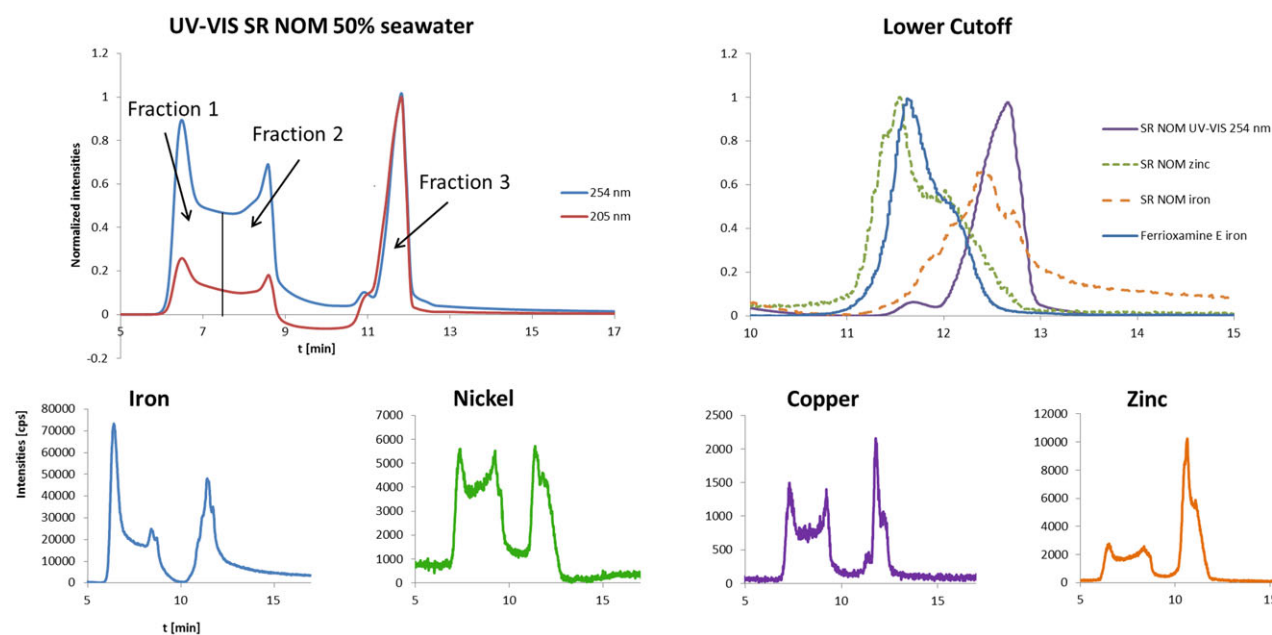 UV-VIS SR NOM 50% seawater
1.2
1
0.8
0.6
0.4
0.2
0
-0.2
Normalized intensities
Fraction 1
Fraction 2
Fraction 3
254 nm
205 nm
5 7 9 11 13 15 17
t [min]
Lower Cutoff
1.2
1
0.8
0.6
0.4
0.2
0
10 11 12 13 14 15
SR NOM UV-VIS 254 nm
SR NOM zinc
SR NOM iron
Ferrioxamine E iron
Iron
Intensities [cps]
80000
70000
60000
50000
40000
30000
20000
10000
0
5 10 15
t [min]
Nickel
7000
6000
5000
4000
3000
2000
1000
0
5 10 15
Copper
2500
2000
1500
1000
500
0
5 10 15
Zinc
12000
10000
8000
6000
4000
2000
0
5 10 15